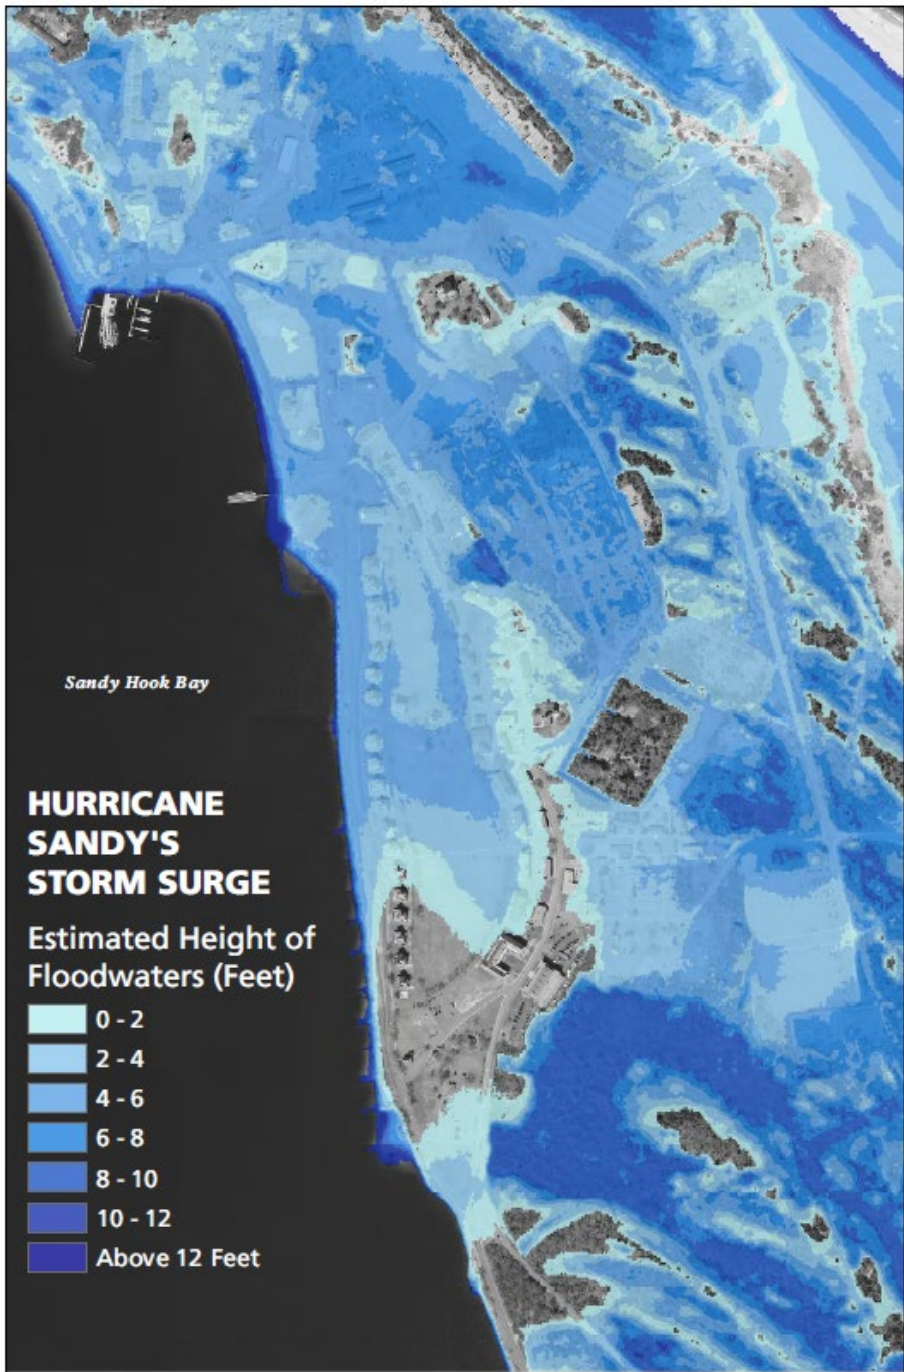 Sandy Hook Bay
HURRICANE
SANDY'S
STORM SURGE
Estimated Height of
Floodwaters (Feet)
0 - 2
2 - 4
4 - 6
6 - 8
8 - 10
10 - 12
Above 12 Feet